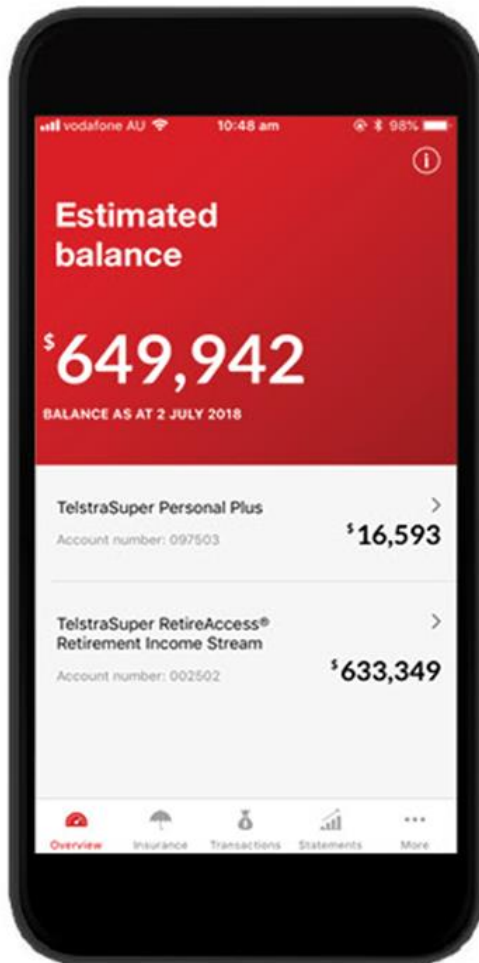 vodafone AU 10:48 am 98%
Estimated
balance
$649,942
BALANCE AS AT 2 JULY 2018
TelstraSuper Personal Plus
Account number: 097503
$16,593
TelstraSuper RetireAccess®
Retirement Income Stream
Account number: 002502
$633,349
Overview Insurance Transactions Statements More